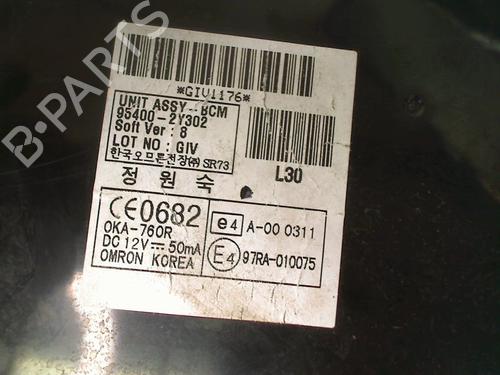 B-PARTS
*GIV1176*
UNIT ASSY-BCM
95400-2Y302
Soft Ver : 8
LOT NO : GIV
한국오므론전장㈜ SR73
L30
정원숙
CE0682
OKA-760R
DC 12V⎓50mA
OMRON KOREA
e4 A-00 0311
E4 97RA-010075